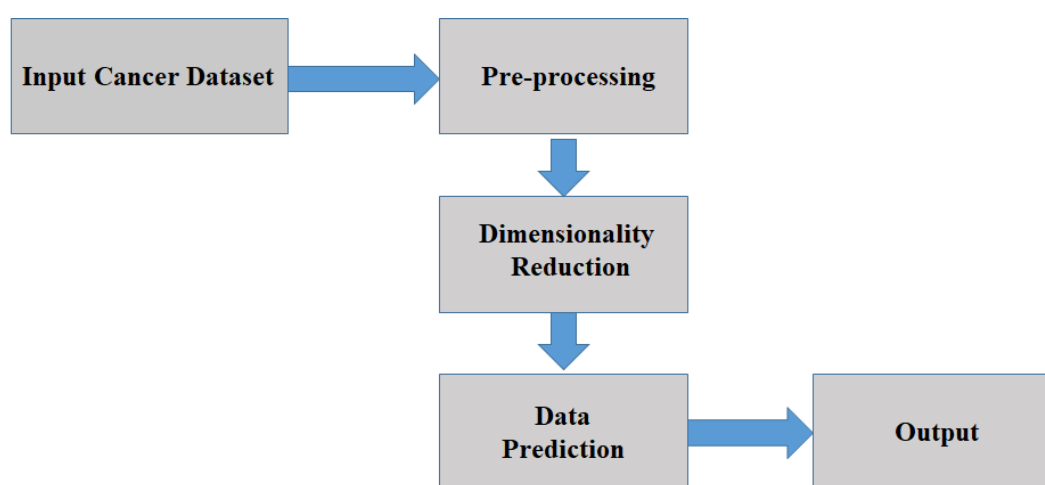 Input Cancer Dataset
Pre-processing
Dimensionality
Reduction
Data
Prediction
Output